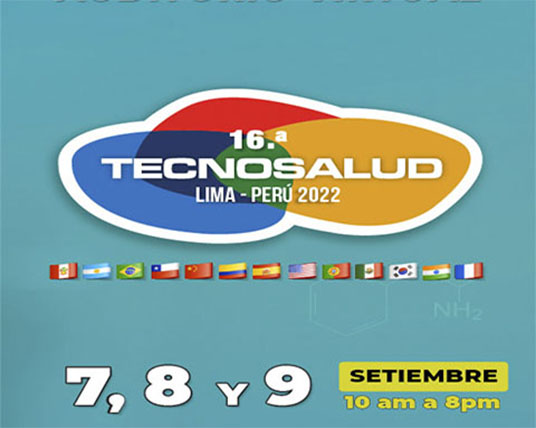 16.ª
TECNOSALUD
LIMA - PERÚ 2022
NH₂
7, 8 Y 9
SETIEMBRE
10 am a 8pm